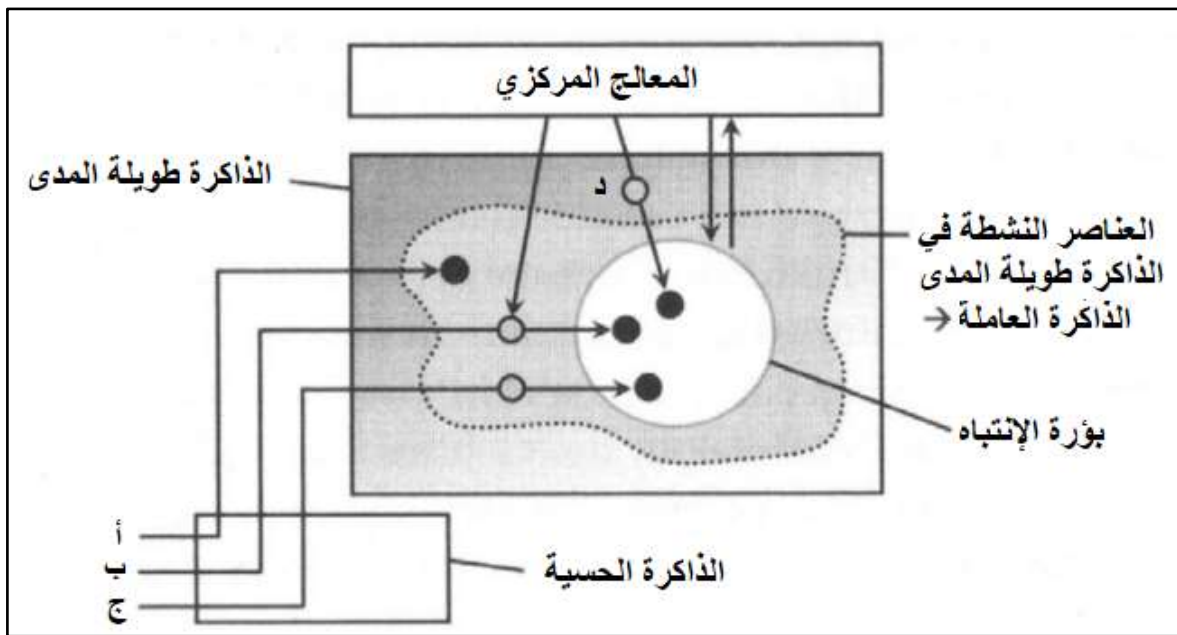 المعالج المركزي
الذاكرة طويلة المدى
د
العناصر النشطة في
الذاكرة طويلة المدى
→ الذاكرة العاملة
بؤرة الإنتباه
أ
ب
ج
الذاكرة الحسية